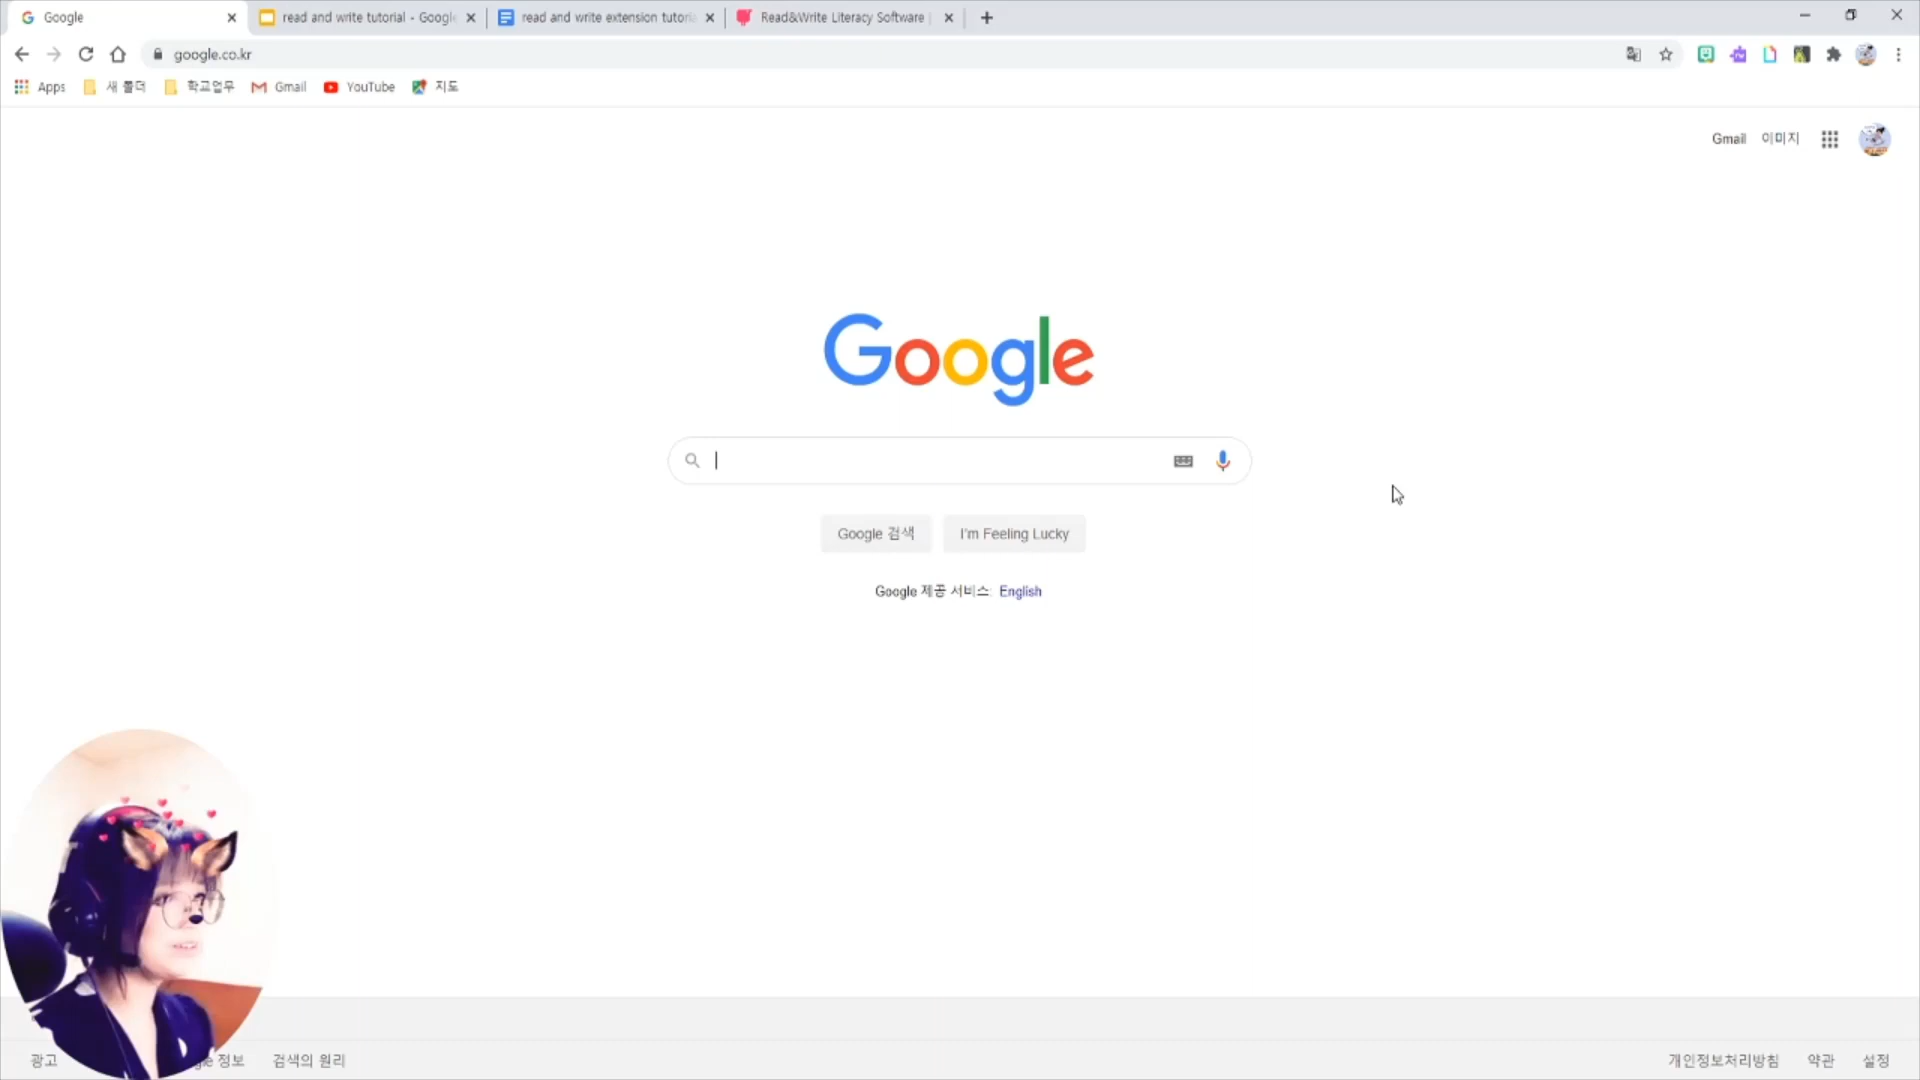 Google
read and write tutorial - Google
read and write extension tutoria
Read&Write Literacy Software |
google.co.kr
Apps
새 폴더
학교업무
Gmail
YouTube
지도
Gmail 이미지
Google
Google 검색
I'm Feeling Lucky
Google 제공 서비스: English
광고
gle 정보
검색의 원리
개인정보처리방침
약관
설정